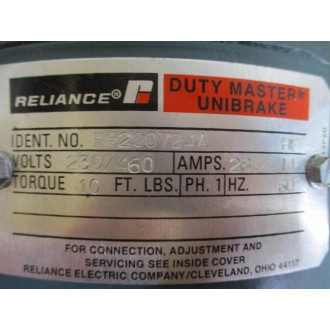 RELIANCE®
DUTY MASTER®
UNIBRAKE
IDENT. NO.
VOLTS 230/460 AMPS.
TORQUE 10 FT. LBS. PH. 1 HZ.
FOR CONNECTION, ADJUSTMENT AND
SERVICING SEE INSIDE COVER
RELIANCE ELECTRIC COMPANY/CLEVELAND, OHIO 44117